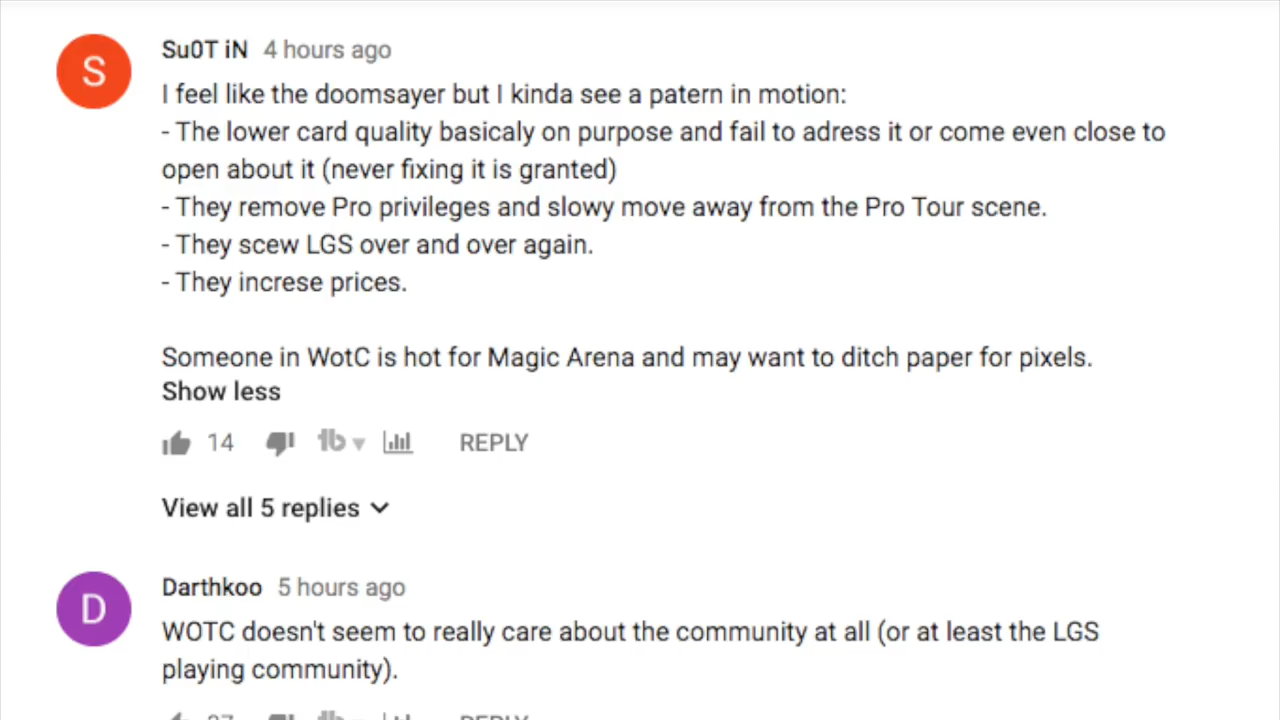 S
Su0T iN 4 hours ago
I feel like the doomsayer but I kinda see a patern in motion:
- The lower card quality basicaly on purpose and fail to adress it or come even close to
open about it (never fixing it is granted)
- They remove Pro privileges and slowy move away from the Pro Tour scene.
- They scew LGS over and over again.
- They increse prices.
Someone in WotC is hot for Magic Arena and may want to ditch paper for pixels.
Show less
14 tb REPLY
View all 5 replies
D
Darthkoo 5 hours ago
WOTC doesn't seem to really care about the community at all (or at least the LGS
playing community).
REPLY